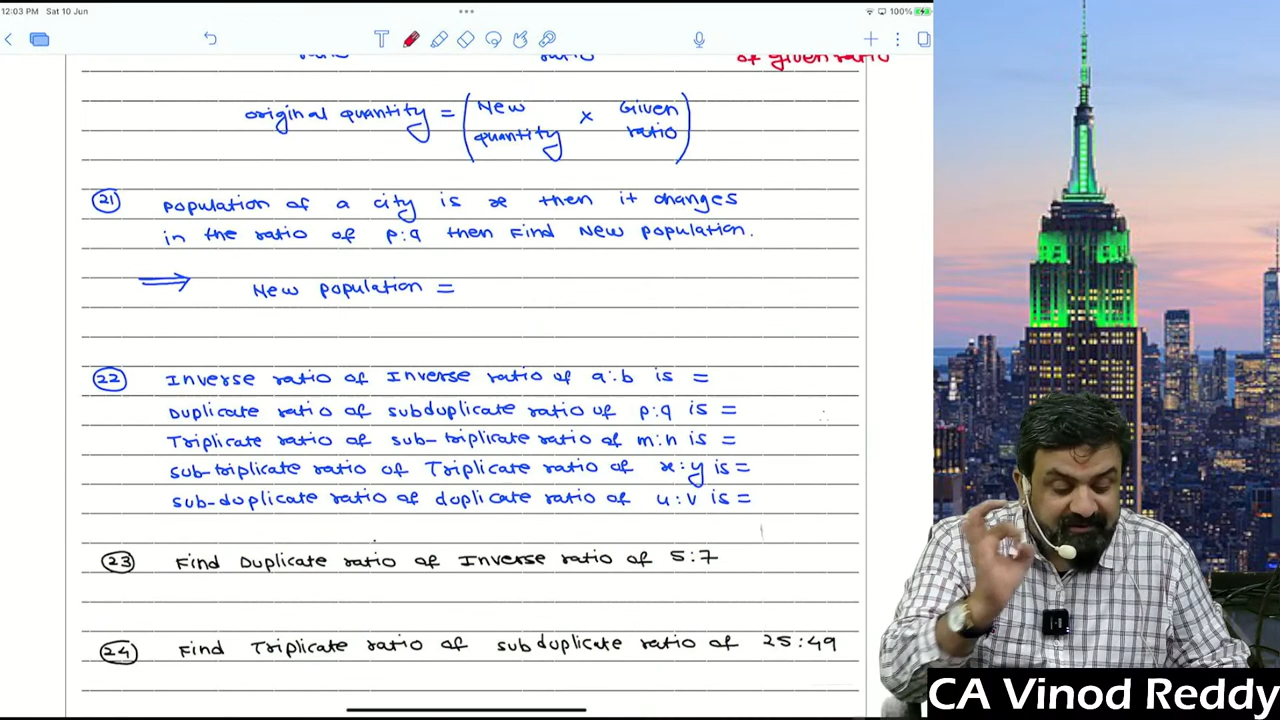 12:03 PM Sat 10 Jun
100%
ratio ratio of given ratio
original quantity = (New quantity × Given ratio)
21 Population of a city is x then it changes
in the ratio of p:q then Find New population.
⇒ New population =
22 Inverse ratio of Inverse ratio of a:b is =
Duplicate ratio of subduplicate ratio of p:q is =
Triplicate ratio of sub-triplicate ratio of m:n is =
sub-triplicate ratio of Triplicate ratio of x:y is =
sub-duplicate ratio of duplicate ratio of u:v is =
23 Find Duplicate ratio of Inverse ratio of 5:7
24 Find Triplicate ratio of subduplicate ratio of 25:49
CA Vinod Reddy